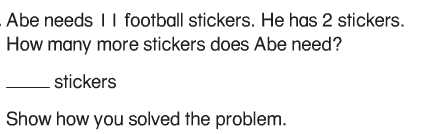 Abe needs 11 football stickers. He has 2 stickers.
How many more stickers does Abe need?
_____ stickers
Show how you solved the problem.